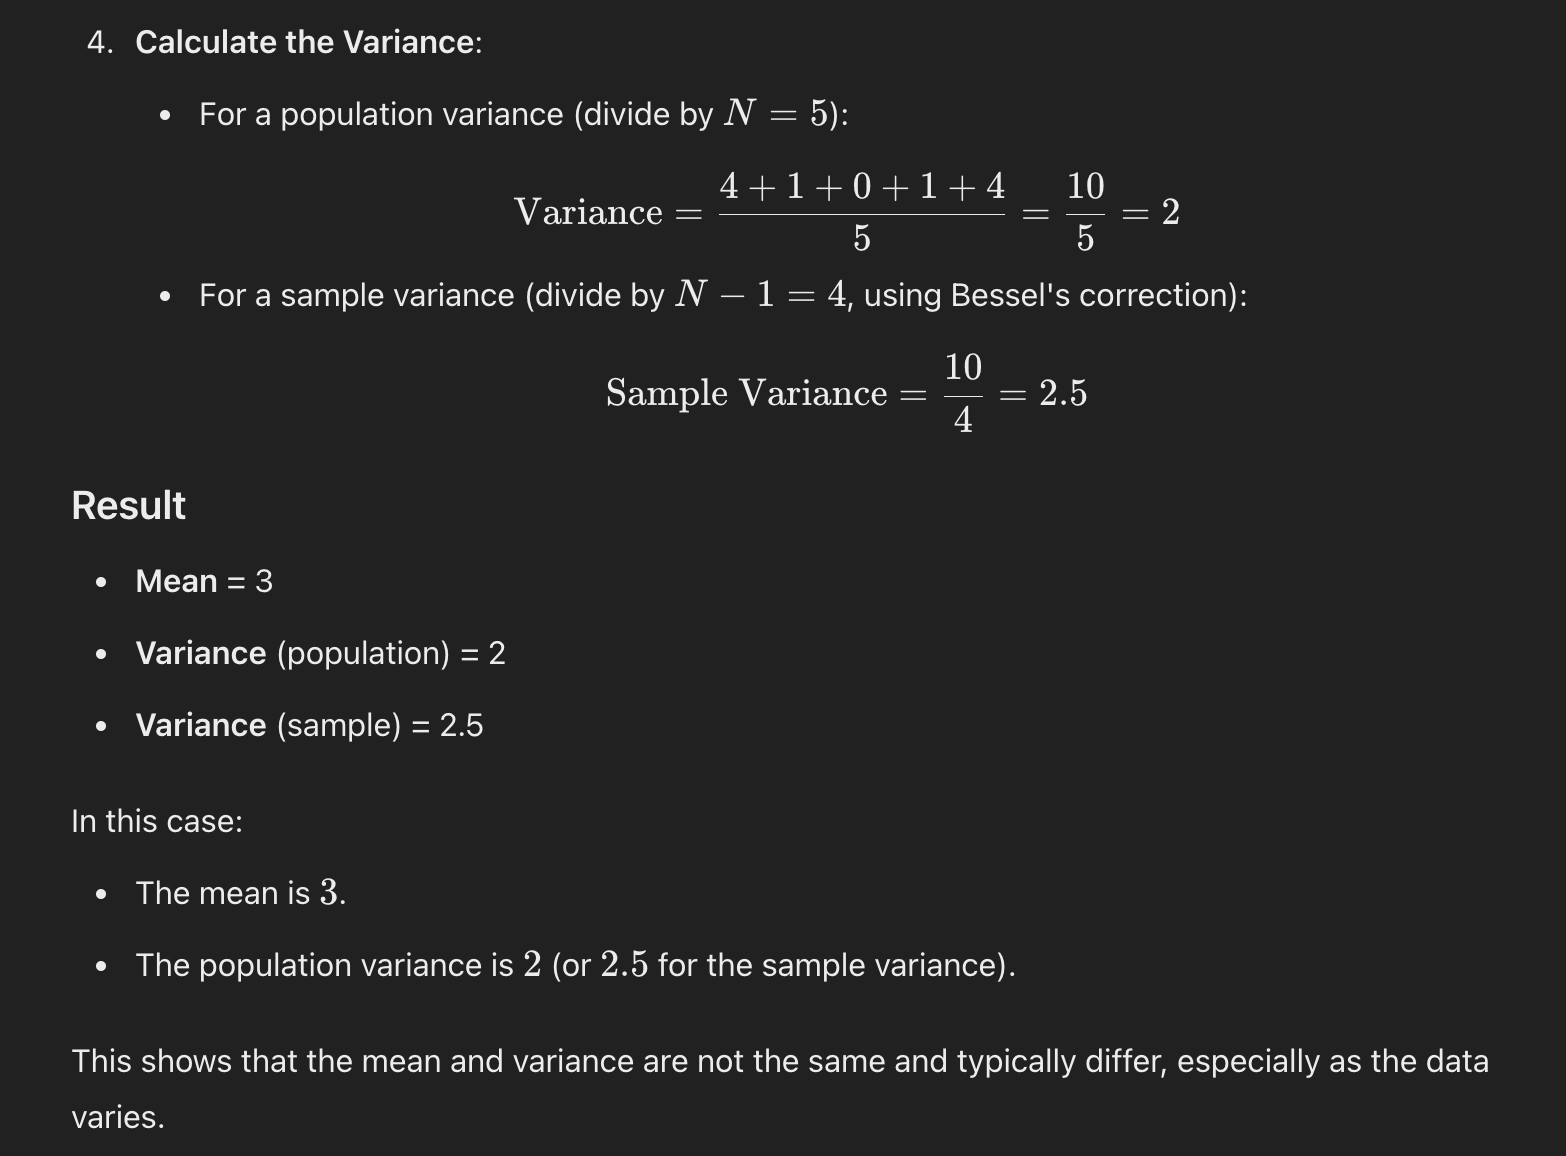 4. Calculate the Variance:
• For a population variance (divide by N = 5):
Variance = \frac{4 + 1 + 0 + 1 + 4}{5} = \frac{10}{5} = 2
• For a sample variance (divide by N − 1 = 4, using Bessel's correction):
Sample Variance = \frac{10}{4} = 2.5
Result
• Mean = 3
• Variance (population) = 2
• Variance (sample) = 2.5
In this case:
• The mean is 3.
• The population variance is 2 (or 2.5 for the sample variance).
This shows that the mean and variance are not the same and typically differ, especially as the data
varies.